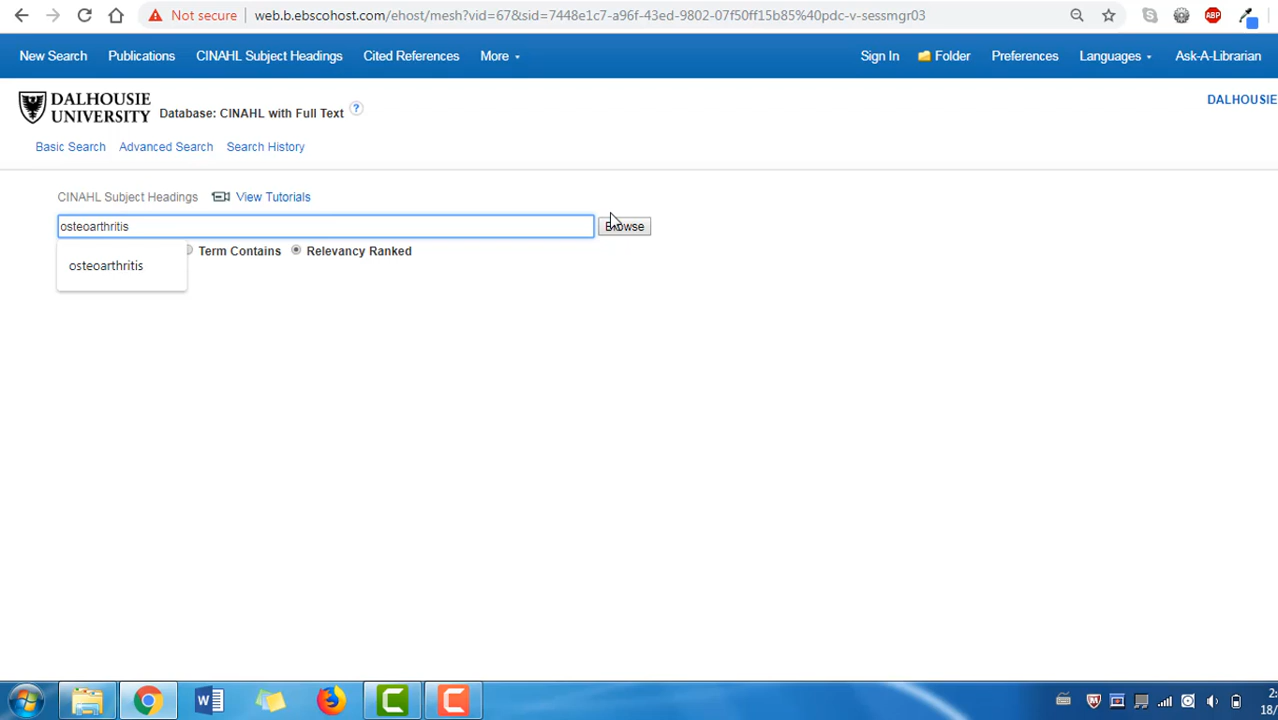 Not secure web.b.ebscohost.com/ehost/mesh?vid=67&sid=7448e1c7-a96f-43ed-9802-07f50ff15b85%40pdc-v-sessmgr03 ABP
New Search Publications CINAHL Subject Headings Cited References More Sign In Folder Preferences Languages Ask-A-Librarian
DALHOUSIE UNIVERSITY Database: CINAHL with Full Text ? DALHOUSIE
Basic Search Advanced Search Search History
CINAHL Subject Headings View Tutorials
osteoarthritis Browse
Term Contains Relevancy Ranked
osteoarthritis